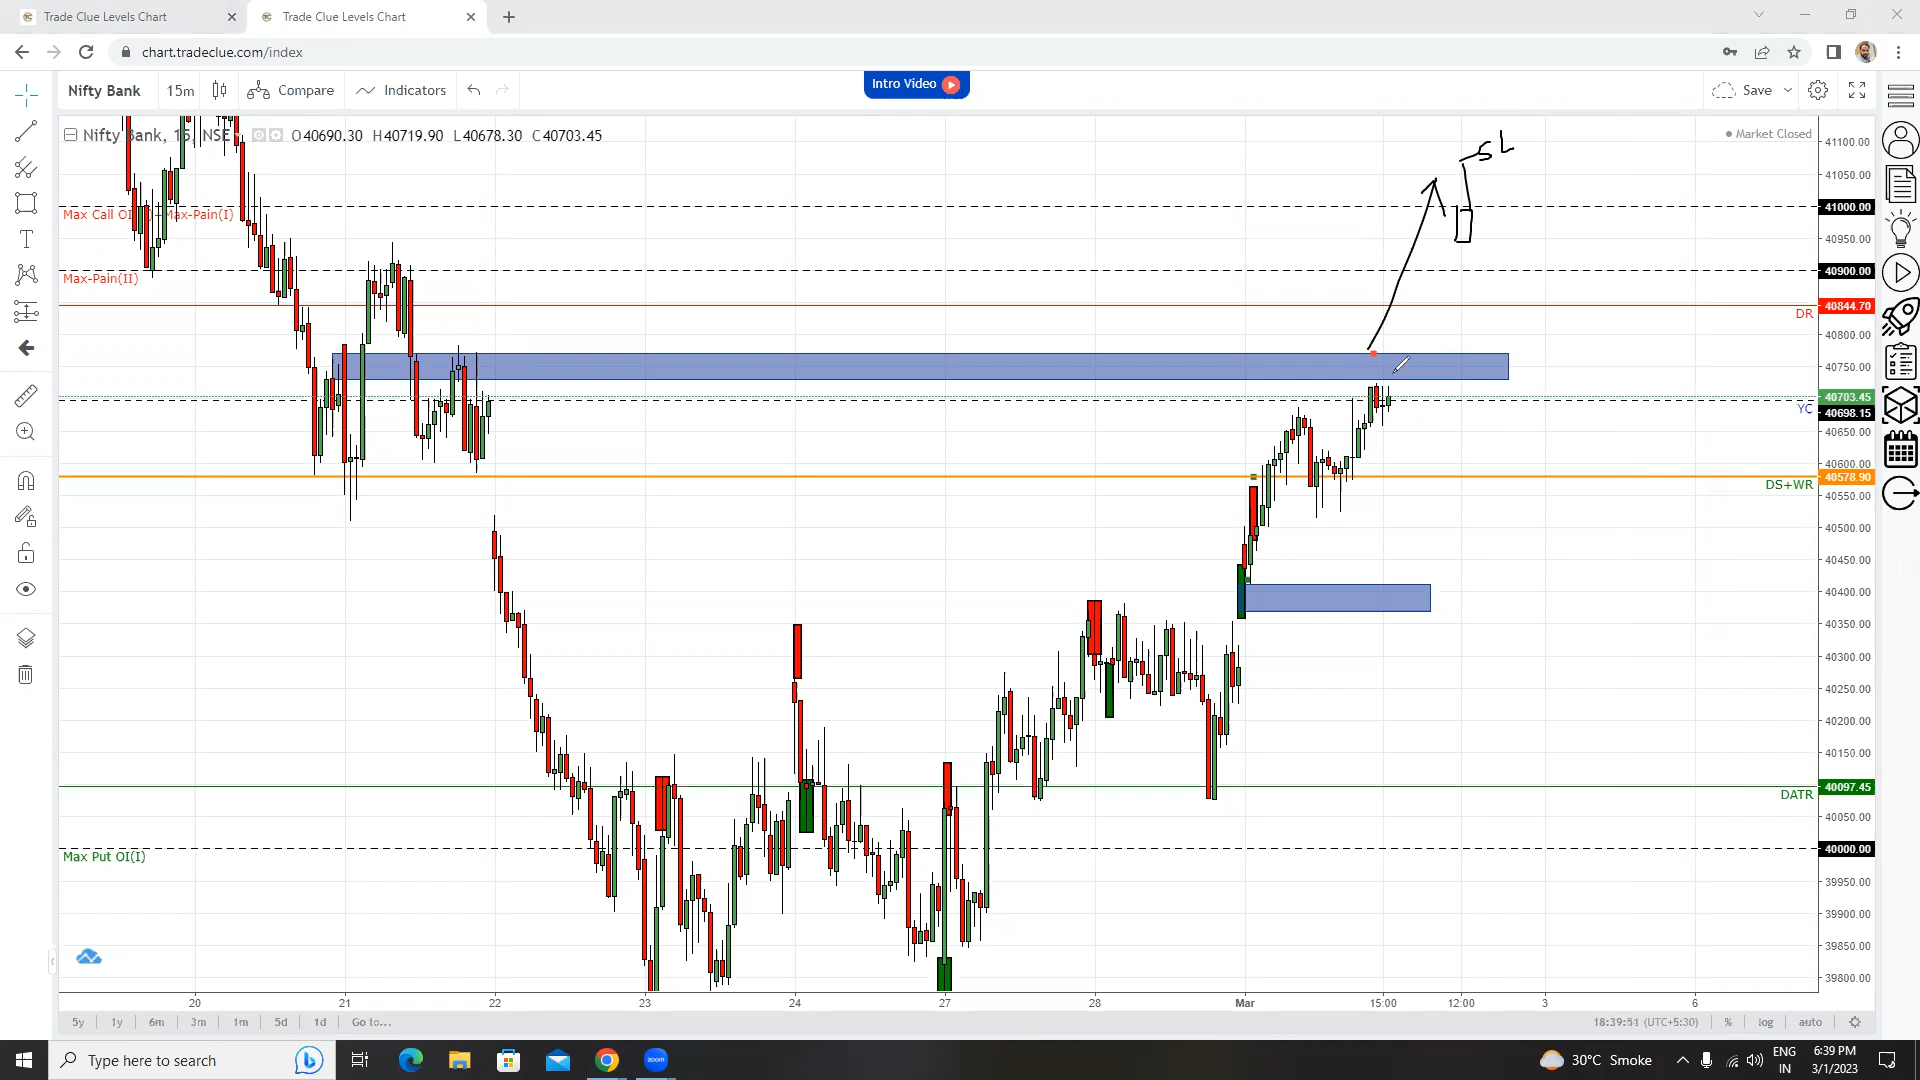 Trade Clue Levels Chart
Trade Clue Levels Chart
chart.tradeclue.com/index
Nifty Bank 15m Compare Indicators
Intro Video
Save
Nifty Bank, 15, NSE O40690.30 H40719.90 L40678.30 C40703.45
Market Closed
SL
Max-Pain(I)
Max-Pain(II)
DR
YC
DS+WR
DATR
Max Put OI(I)
41100.00
41050.00
41000.00
40950.00
40900.00
40844.70
40800.00
40750.00
40703.45
40698.15
40650.00
40600.00
40578.90
40550.00
40500.00
40450.00
40400.00
40350.00
40300.00
40250.00
40200.00
40150.00
40097.45
40050.00
40000.00
39950.00
39900.00
39850.00
39800.00
20 21 22 23 24 27 28 Mar 15:00 12:00 3 6
5y 1y 6m 3m 1m 5d 1d Go to...
(UTC+5:30) % log auto
Type here to search
zoom
30°C Smoke
ENG
IN
6:39 PM
3/1/2023